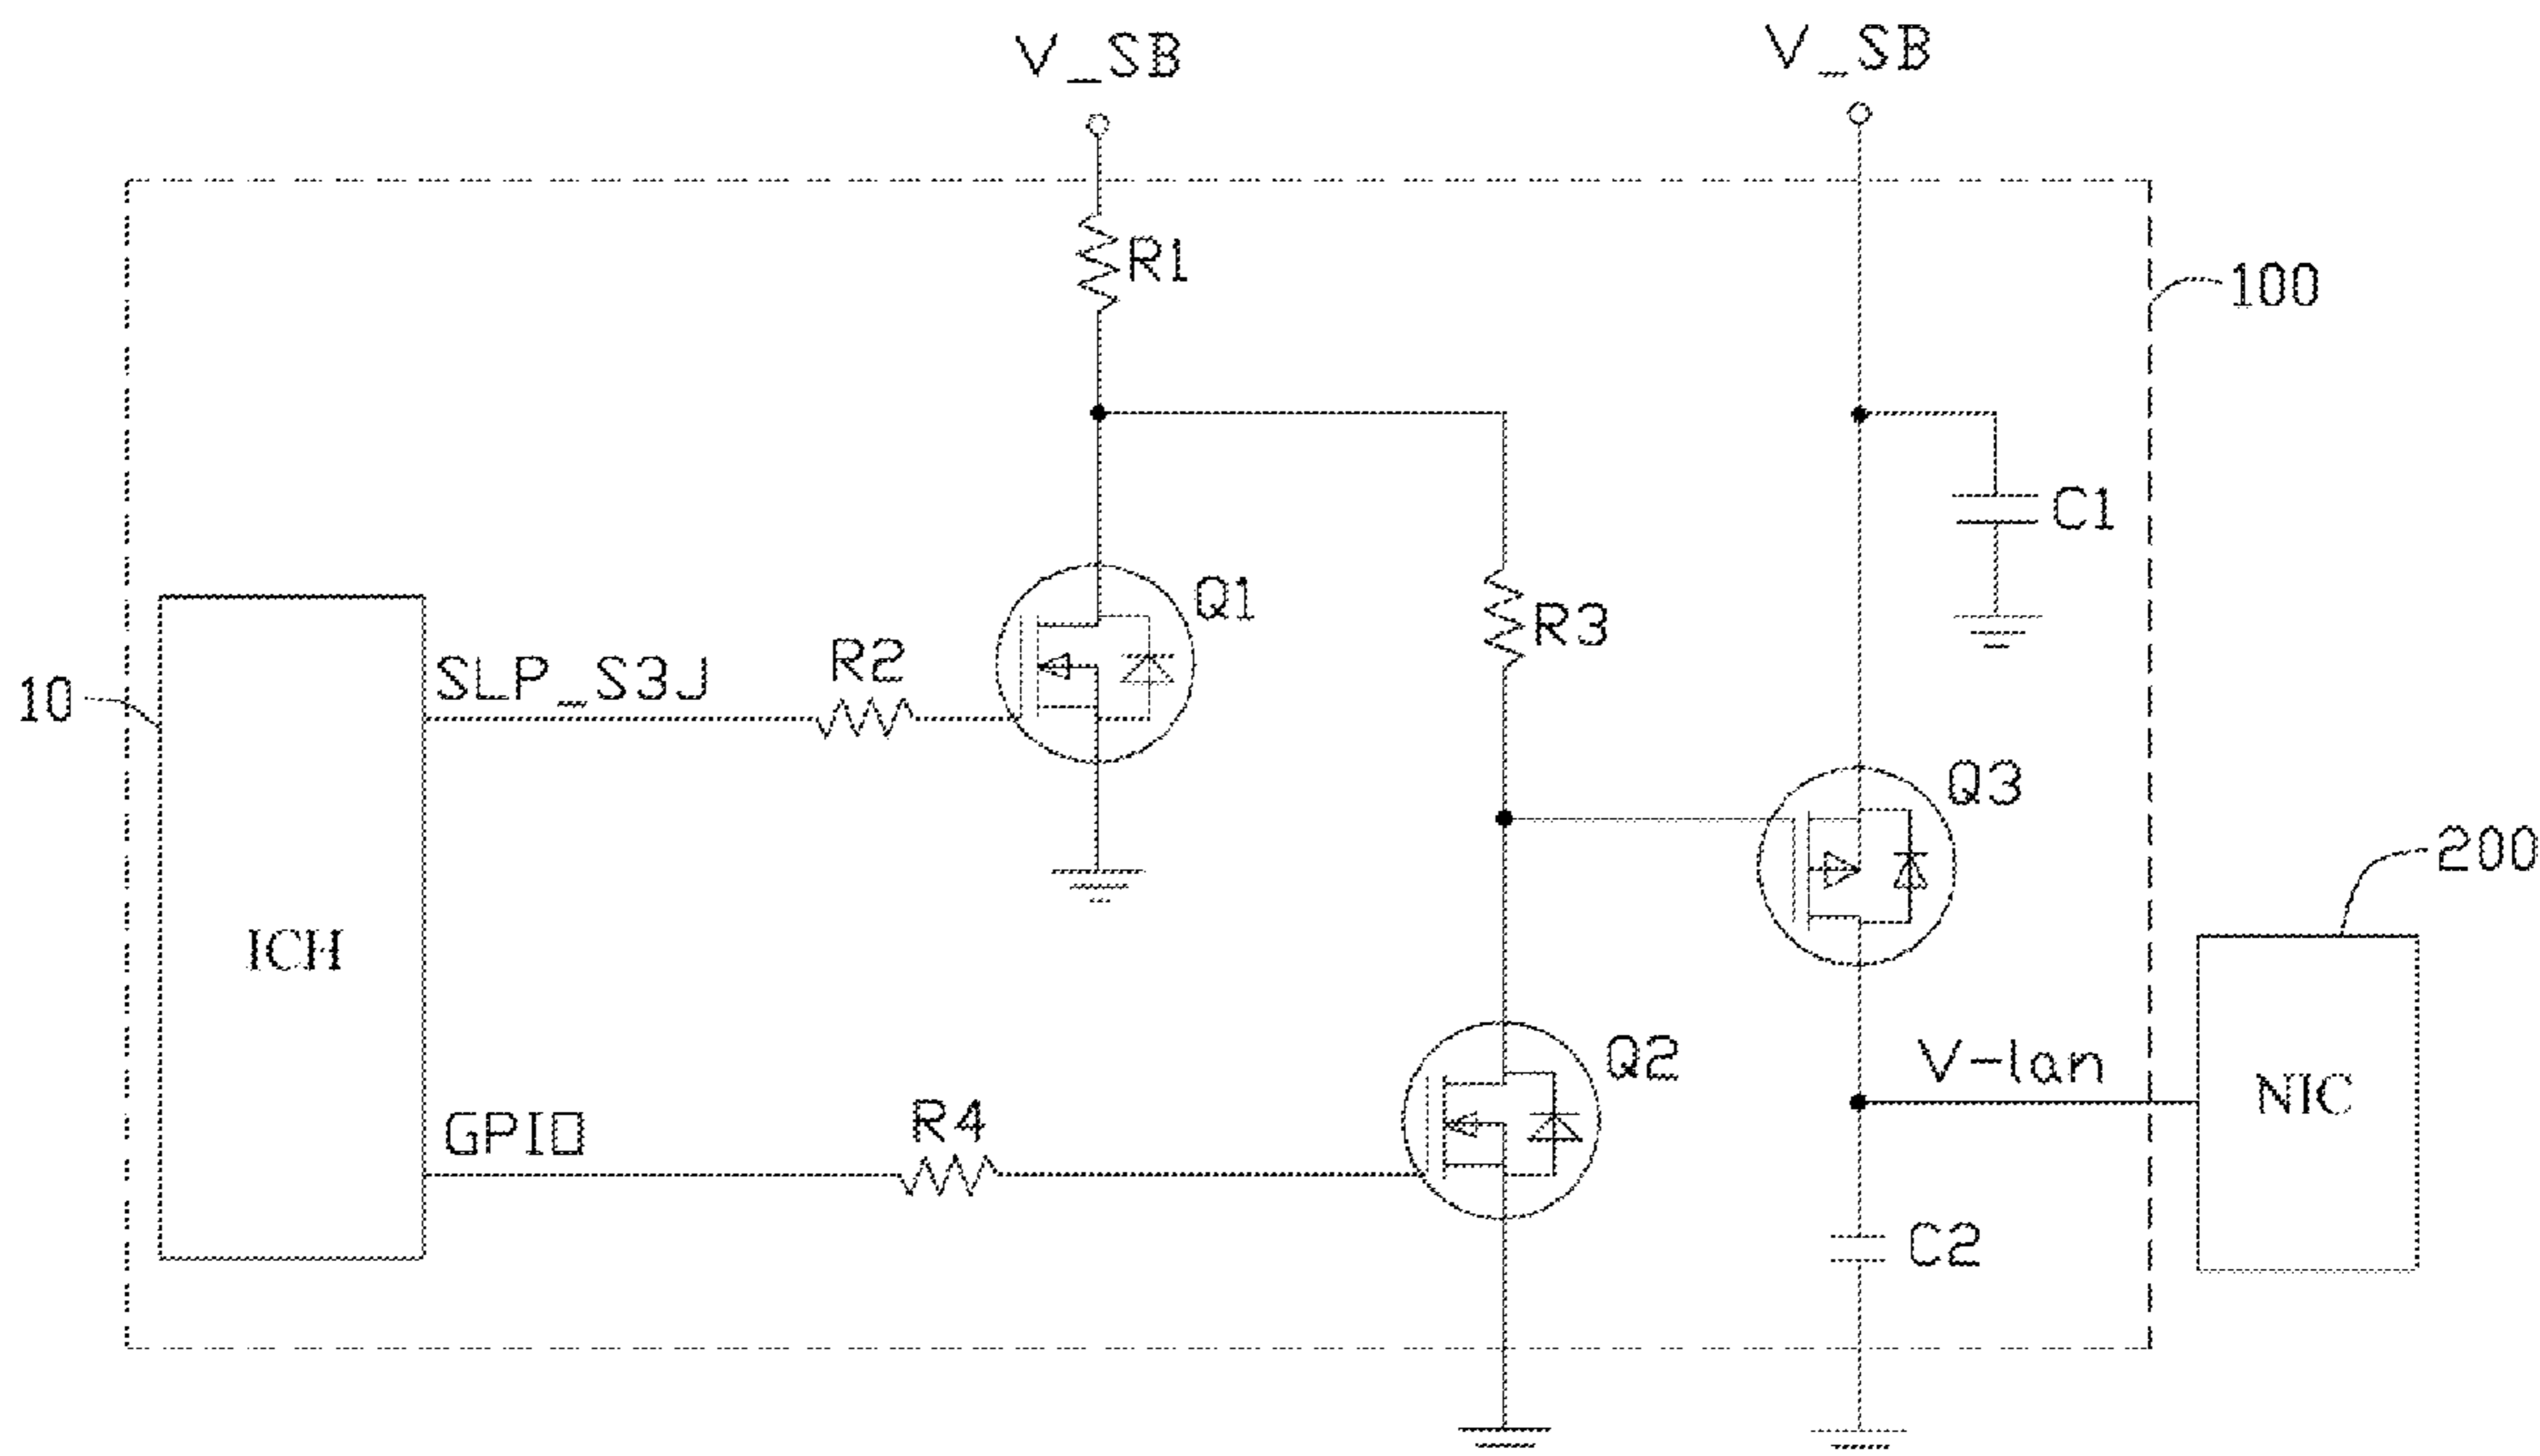 V_SB
V_SB
R1
100
C1
Q1
R3
R2
SLP_S3J
10
Q3
200
ICH
Q2
V-lan
NIC
R4
GPIO
C2